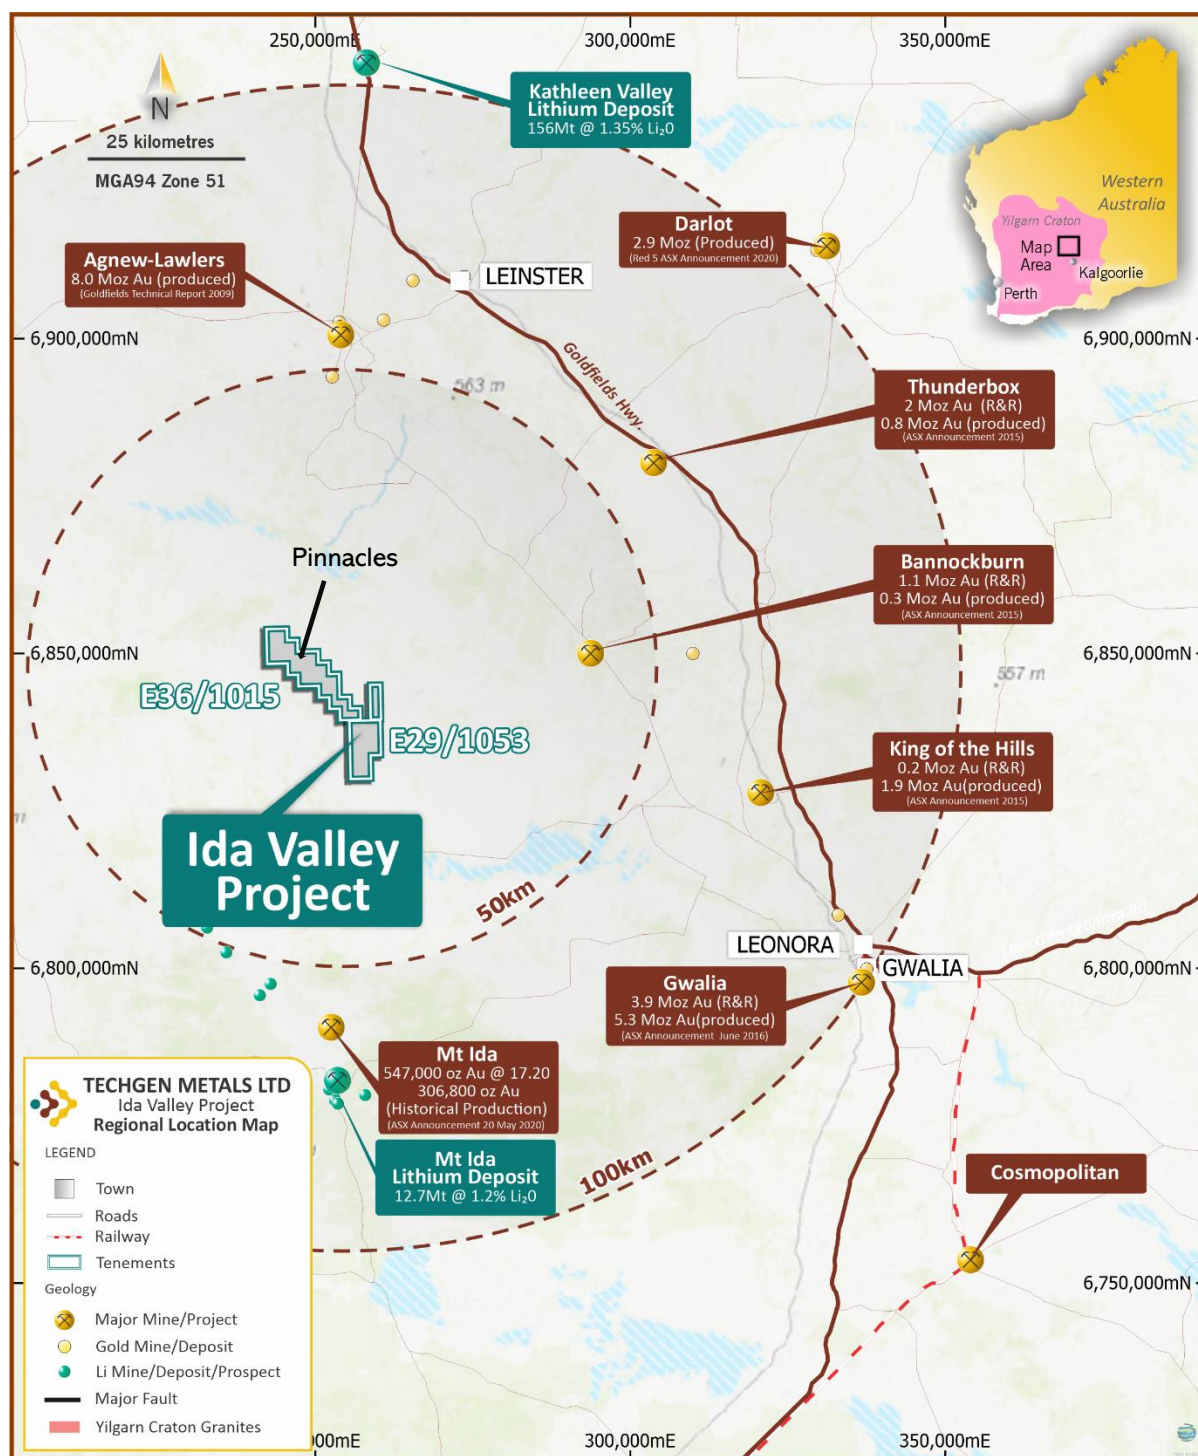 250,000mE
300,000mE
350,000mE
N
25 kilometres
MGA94 Zone 51
Kathleen Valley
Lithium Deposit
156Mt @ 1.35% Li₂0
Western
Australia
Yilgarn Craton
Map
Area
Kalgoorlie
Perth
Darlot
2.9 Moz (Produced)
(Red 5 ASX Announcement 2020)
Agnew-Lawlers
8.0 Moz Au (produced)
(Goldfields Technical Report 2009)
LEINSTER
6,900,000mN
6,900,000mN
Goldfields Hwy.
563 m
Thunderbox
2 Moz Au (R&R)
0.8 Moz Au (produced)
(ASX Announcement 2015)
Pinnacles
Bannockburn
1.1 Moz Au (R&R)
0.3 Moz Au (produced)
(ASX Announcement 2015)
6,850,000mN
6,850,000mN
557 m
E36/1015
E29/1053
King of the Hills
0.2 Moz Au (R&R)
1.9 Moz Au(produced)
(ASX Announcement 2015)
m
Ida Valley
Project
50km
Laverton Leonora Rd.
LEONORA
GWALIA
6,800,000mN
6,800,000mN
Gwalia
3.9 Moz Au (R&R)
5.3 Moz Au(produced)
(ASX Announcement June 2016)
Mt Ida
547,000 oz Au @ 17.20
306,800 oz Au
(Historical Production)
(ASX Announcement 20 May 2020)
Mt Ida
Lithium Deposit
12.7Mt @ 1.2% Li₂0
100km
Cosmopolitan
6,750,000mN
TECHGEN METALS LTD
Ida Valley Project
Regional Location Map
LEGEND
Town
Roads
Railway
Tenements
Geology
Major Mine/Project
Gold Mine/Deposit
Li Mine/Deposit/Prospect
Major Fault
Yilgarn Craton Granites
000mE
300,000mE
350,000mE